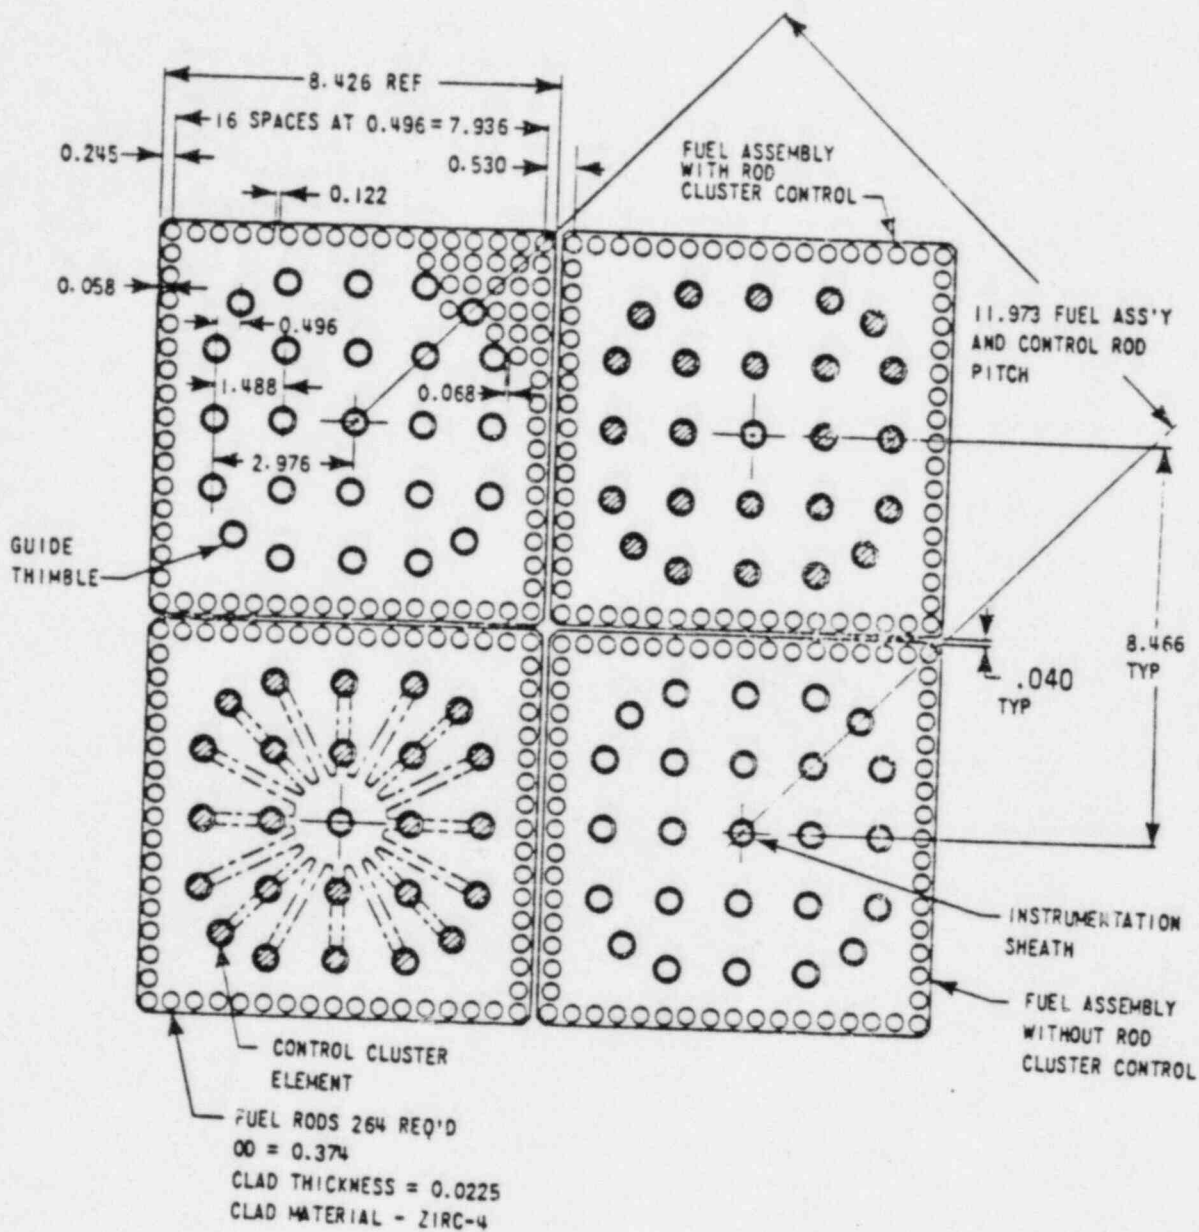 8.426 REF
16 SPACES AT 0.496=7.936
0.245
0.530
0.122
FUEL ASSEMBLY
WITH ROD
CLUSTER CONTROL
0.058
0.496
11.973 FUEL ASS'Y
AND CONTROL ROD
PITCH
1.488
0.068
2.976
GUIDE
THIMBLE
8.466
TYP
.040
TYP
INSTRUMENTATION
SHEATH
FUEL ASSEMBLY
WITHOUT ROD
CLUSTER CONTROL
CONTROL CLUSTER
ELEMENT
FUEL RODS 264 REQ'D
OD = 0.374
CLAD THICKNESS = 0.0225
CLAD MATERIAL - ZIRC-4